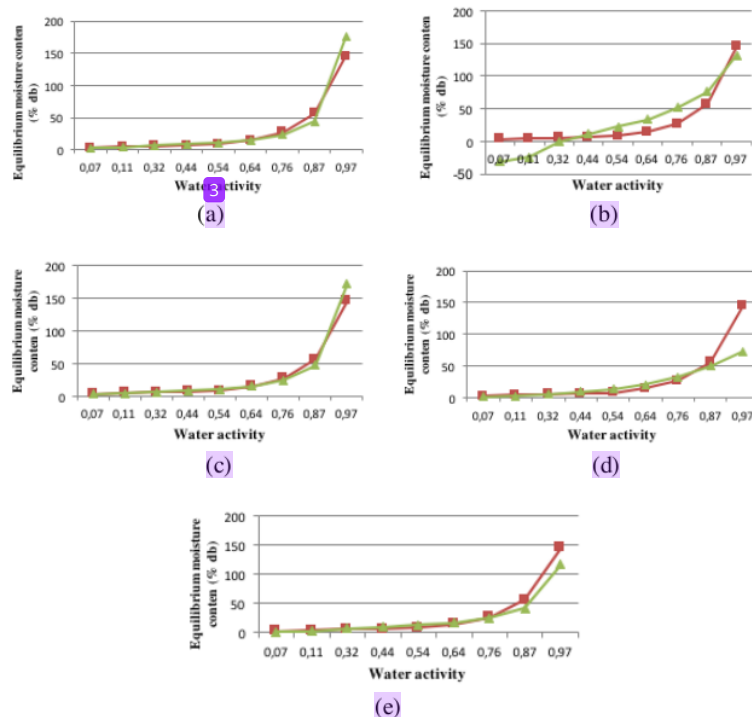 Equilibrium moisture conten
(% db)
200
150
100
50
0
0,07 0,11 0,32 0,44 0,54 0,64 0,76 0,87 0,97
Water activity
3
(a)
Equilibrium moisture conten
(% db)
200
150
100
50
0
-50
0,07 0,11 0,32 0,44 0,54 0,64 0,76 0,87 0,97
Water activity
(b)
Equilibrium moisture
conten (% db)
200
150
100
50
0
0,07 0,11 0,32 0,44 0,54 0,64 0,76 0,87 0,97
Water activity
(c)
Equilibrium moisture
conten (% db)
200
150
100
50
0
0,07 0,11 0,32 0,44 0,54 0,64 0,76 0,87 0,97
Water activity
(d)
Equilibrium moisture
conten (% db)
200
150
100
50
0
0,07 0,11 0,32 0,44 0,54 0,64 0,76 0,87 0,97
Water activity
(e)